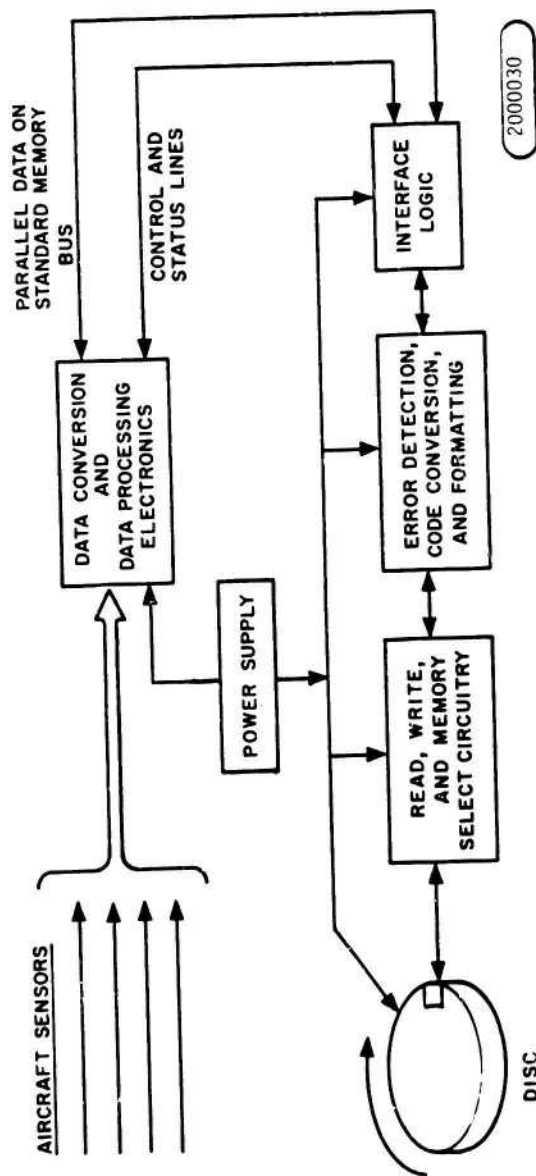 AIRCRAFT SENSORS
PARALLEL DATA ON
STANDARD MEMORY
BUS
DATA CONVERSION
AND
DATA PROCESSING
ELECTRONICS
CONTROL AND
STATUS LINES
POWER SUPPLY
DISC
READ, WRITE,
AND MEMORY
SELECT CIRCUITRY
ERROR DETECTION,
CODE CONVERSION,
AND FORMATTING
INTERFACE
LOGIC
2000030